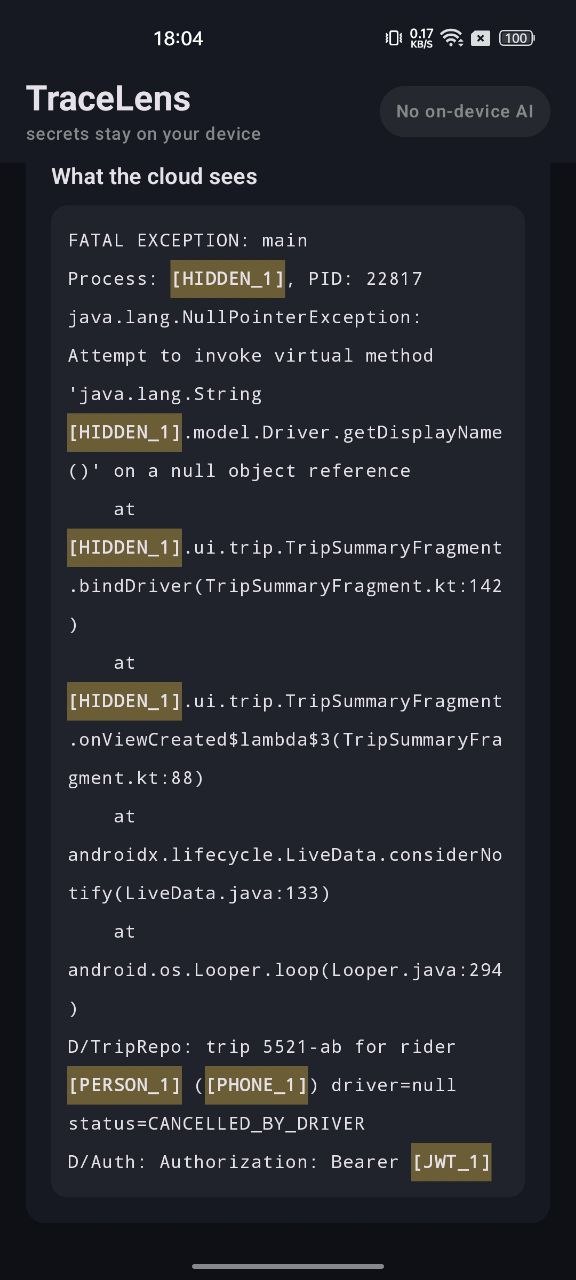 18:04
0.17 KB/S
100
TraceLens
No on-device AI
secrets stay on your device
What the cloud sees
FATAL EXCEPTION: main
Process: [HIDDEN_1], PID: 22817
java.lang.NullPointerException:
Attempt to invoke virtual method
'java.lang.String
[HIDDEN_1].model.Driver.getDisplayName
()' on a null object reference
    at
[HIDDEN_1].ui.trip.TripSummaryFragment
.bindDriver(TripSummaryFragment.kt:142
)
    at
[HIDDEN_1].ui.trip.TripSummaryFragment
.onViewCreated$lambda$3(TripSummaryFra
gment.kt:88)
    at
androidx.lifecycle.LiveData.considerNo
tify(LiveData.java:133)
    at
android.os.Looper.loop(Looper.java:294
)
D/TripRepo: trip 5521-ab for rider
[PERSON_1] ([PHONE_1]) driver=null
status=CANCELLED_BY_DRIVER
D/Auth: Authorization: Bearer [JWT_1]